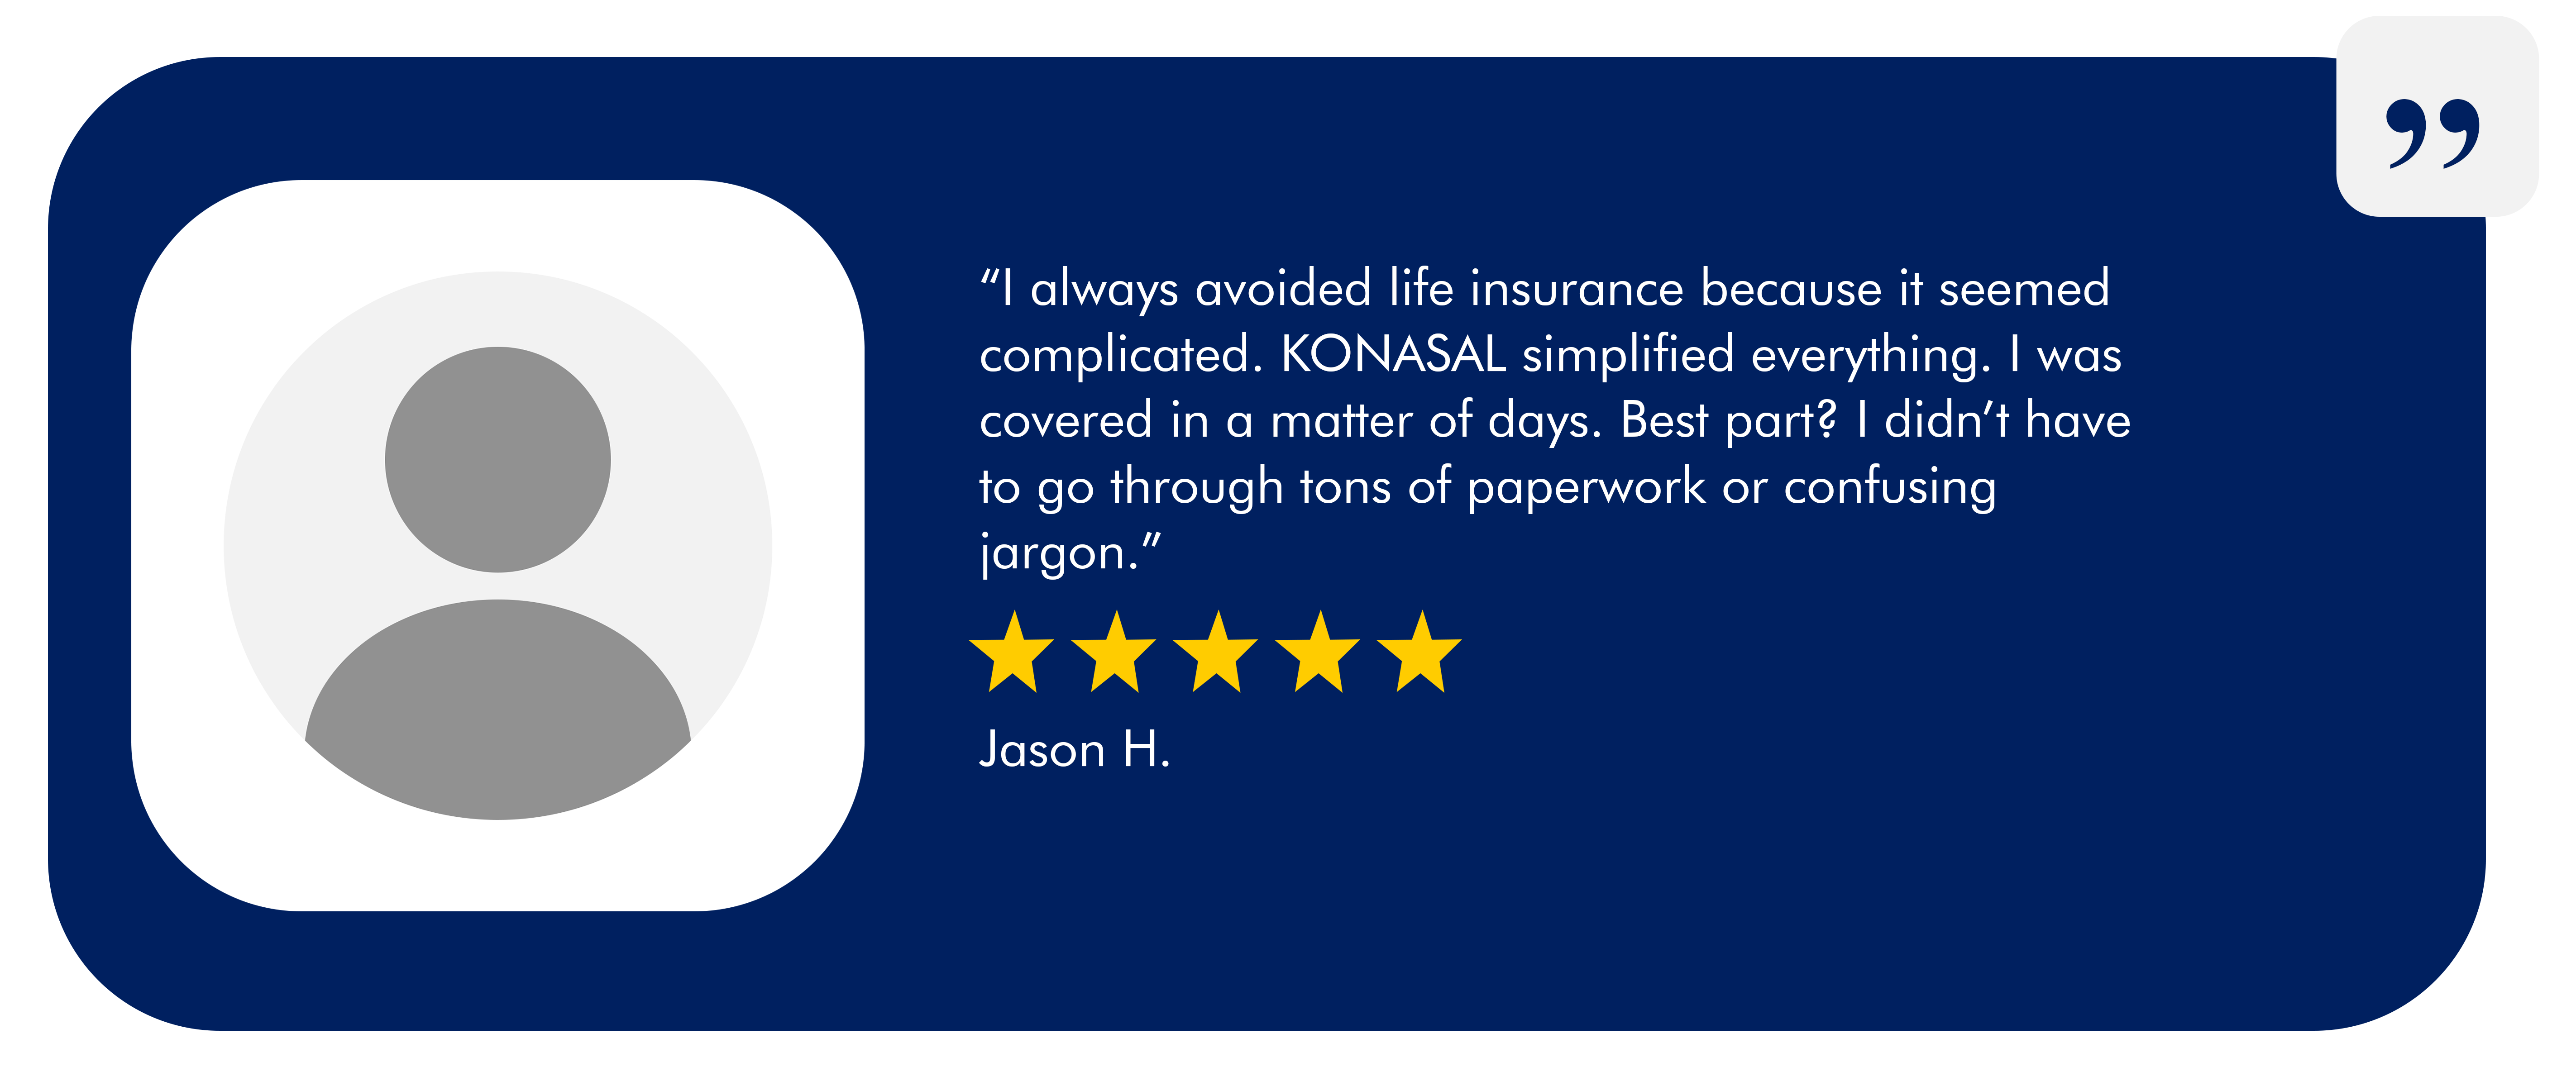 ”
“I always avoided life insurance because it seemed
complicated. KONASAL simplified everything. I was
covered in a matter of days. Best part? I didn’t have
to go through tons of paperwork or confusing
jargon.”
Jason H.